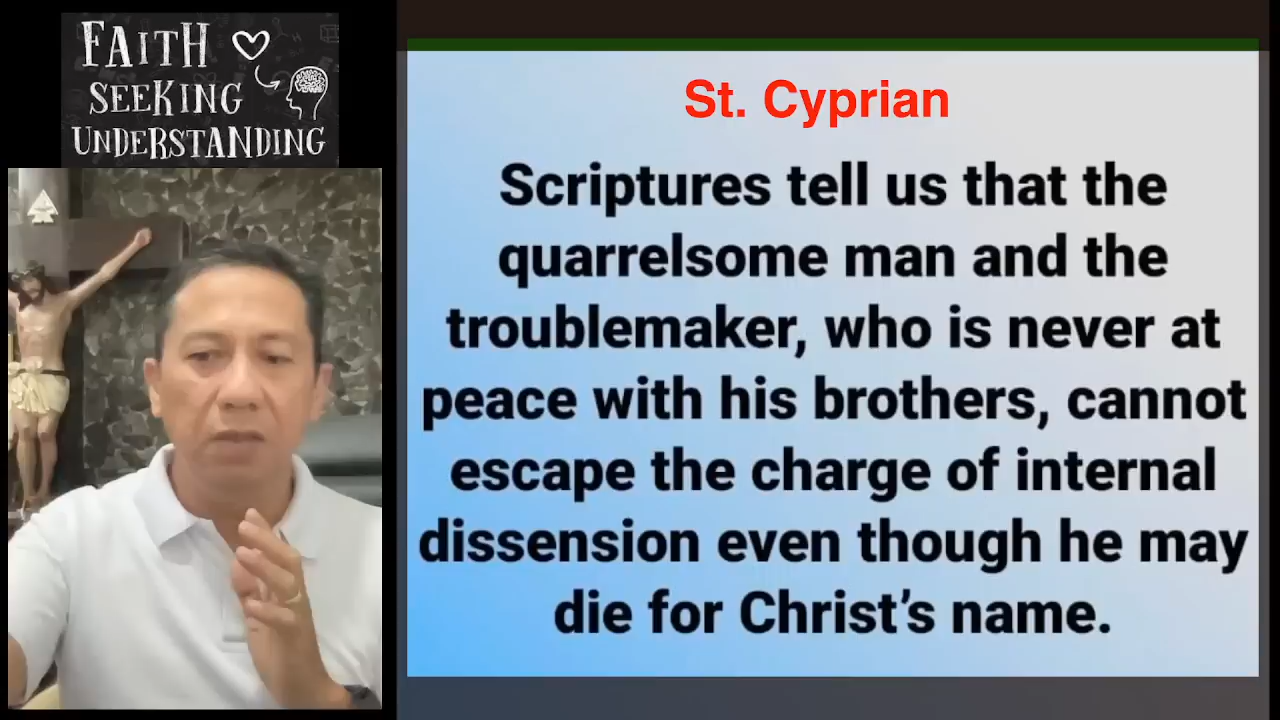 FAITH
SEEKING
UNDERSTANDING
St. Cyprian
Scriptures tell us that the
quarrelsome man and the
troublemaker, who is never at
peace with his brothers, cannot
escape the charge of internal
dissension even though he may
die for Christ’s name.